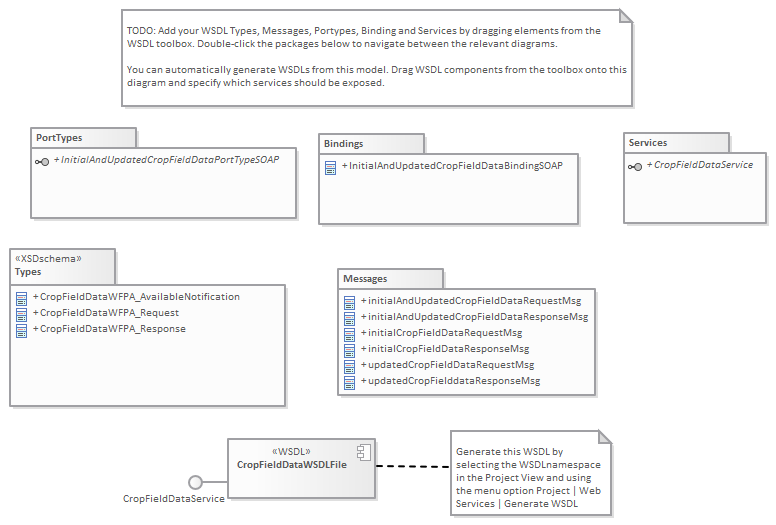 TODO: Add your WSDL Types, Messages, Portypes, Binding and Services by dragging elements from the
WSDL toolbox. Double-click the packages below to navigate between the relevant diagrams.
You can automatically generate WSDLs from this model. Drag WSDL components from the toolbox onto this
diagram and specify which services should be exposed.
PortTypes
+ InitialAndUpdatedCropFieldDataPortTypeSOAP
Bindings
+ InitialAndUpdatedCropFieldDataBindingSOAP
Services
+ CropFieldDataService
«XSDschema»
Types
+ CropFieldDataWFPA_AvailableNotification
+ CropFieldDataWFPA_Request
+ CropFieldDataWFPA_Response
Messages
+ initialAndUpdatedCropFieldDataRequestMsg
+ initialAndUpdatedCropFieldDataResponseMsg
+ initialCropFieldDataRequestMsg
+ initialCropFieldDataResponseMsg
+ updatedCropFieldDataRequestMsg
+ updatedCropFielddataResponseMsg
«WSDL»
CropFieldDataWSDLFile
CropFieldDataService
Generate this WSDL by
selecting the WSDLnamespace
in the Project View and using
the menu option Project | Web
Services | Generate WSDL